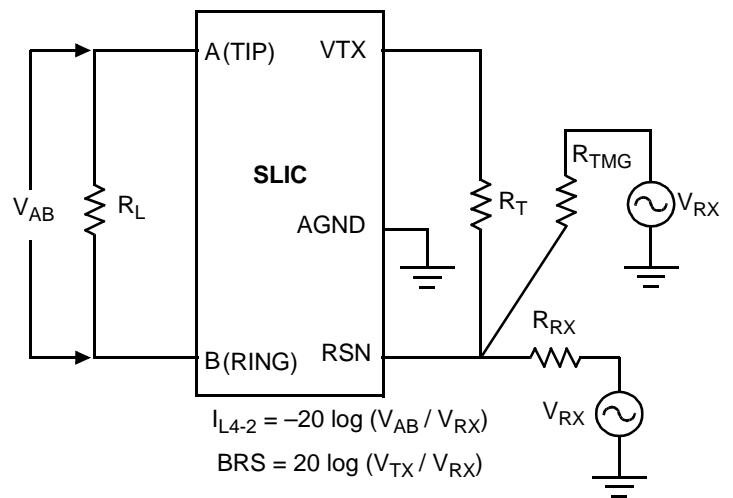 A(TIP)
VTX
R_TMG
SLIC
V_AB
R_L
R_T
V_RX
AGND
R_RX
B(RING)
RSN
V_RX
I_L4-2 = –20 log (V_AB / V_RX)
BRS = 20 log (V_TX / V_RX)